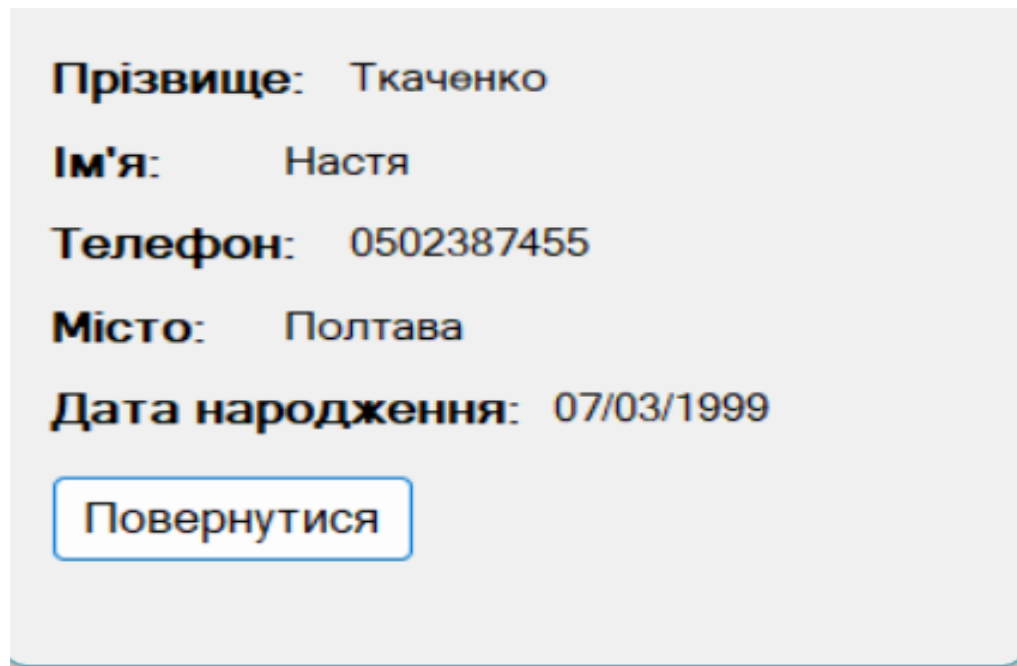 Прізвище: Ткаченко
Ім'я: Настя
Телефон: 0502387455
Місто: Полтава
Дата народження: 07/03/1999
Повернутися